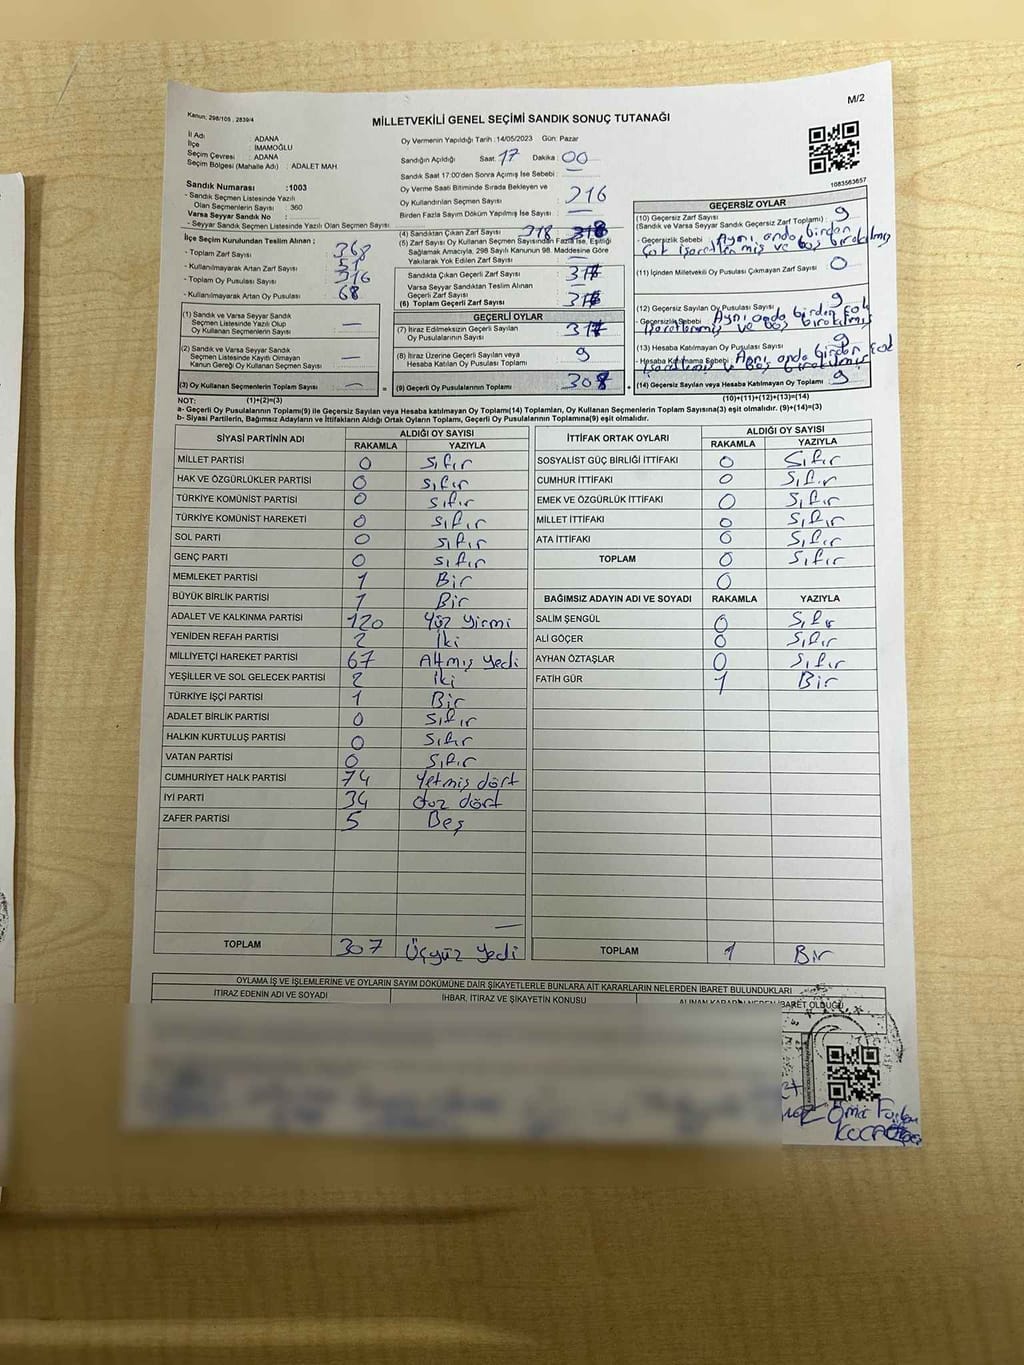 M/2
Kanun; 298/105 , 2839/4
MİLLETVEKİLİ GENEL SEÇİMİ SANDIK SONUÇ TUTANAĞI
İl Adı : ADANA
İlçe : İMAMOĞLU
Seçim Çevresi : ADANA
Seçim Bölgesi (Mahalle Adı) : ADALET MAH.
Sandık Numarası :1003
- Sandık Seçmen Listesinde Yazılı
Olan Seçmenlerin Sayısı : 360
Varsa Seyyar Sandık No :
- Seyyar Sandık Seçmen Listesinde Yazılı Olan Seçmen Sayısı
Oy Vermenin Yapıldığı Tarih :14/05/2023 Gün: Pazar
Sandığın Açıldığı Saat: 17 Dakika : 00
Sandık Saat 17:00'den Sonra Açmış İse Sebebi :
Oy Verme Saati Bitiminde Sırada Bekleyen ve
Oy Kullandırılan Seçmen Sayısı
Birden Fazla Sayım Döküm Yapılmış İse Sayısı :
1083563657
İlçe Seçim Kurulundan Teslim Alınan ;
- Toplam Zarf Sayısı 368
- Kullanılmayarak Artan Zarf Sayısı 51
- Toplam Oy Pusulası Sayısı 316
- Kullanılmayarak Artan Oy Pusulası 68
(1) Sandık ve Varsa Seyyar Sandık
Seçmen Listesinde Yazılı Olup
Oy Kullanan Seçmenlerin Sayısı —
(2) Sandık ve Varsa Seyyar Sandık
Seçmen Listesinde Kayıtlı Olmayan
Kanun Gereği Oy Kullanan Seçmen Sayısı —
(3) Oy Kullanan Seçmenlerin Toplam Sayısı —
(4) Sandıktan Çıkan Zarf Sayısı 318
(5) Zarf Sayısı Oy Kullanan Seçmen Sayısından Fazla İse, Eşitliği
Sağlamak Amacıyla, 298 Sayılı Kanunun 98. Maddesine Göre
Yakılarak Yok Edilen Zarf Sayısı
Sandıkta Çıkan Geçerli Zarf Sayısı
Varsa Seyyar Sandıktan Teslim Alınan
Geçerli Zarf Sayısı
(6) Toplam Geçerli Zarf Sayısı
GEÇERLİ OYLAR
(7) İtiraz Edilmeksizin Geçerli Sayılan
Oy Pusulalarının Sayısı
(8) İtiraz Üzerine Geçerli Sayılan veya
Hesaba Katılan Oy Pusulası Toplamı 9
= (9) Geçerli Oy Pusulalarının Toplamı 308
GEÇERSİZ OYLAR
(10) Geçersiz Zarf Sayısı
(Sandık ve Varsa Seyyar Sandık Geçersiz Zarf Toplamı) 9
- Geçersizlik Sebebi : Aynı anda birden
çok işaretlenmiş ve boş bırakılmış
(11) İçinden Milletvekili Oy Pusulası Çıkmayan Zarf Sayısı 0
(12) Geçersiz Sayılan Oy Pusulası Sayısı 9
- Geçersizlik Sebebi : Aynı anda birden çok
işaretlenmiş ve boş bırakılmış
(13) Hesaba Katılmayan Oy Pusulası Sayısı 9
- Hesaba Katmama Sebebi : Aynı anda birden çok
işaretlenmiş ve boş bırakılmış
(14) Geçersiz Sayılan veya Hesaba Katılmayan Oy Toplamı 9
NOT: (1)+(2)=(3) (10)+(11)+(12)+(13)=(14)
a- Geçerli Oy Pusulaları Toplamı(9) ile Geçersiz Sayılan veya Hesaba katılmayan Oy Toplamı(14) Toplamları, Oy Kullanan Seçmenlerin Toplam Sayısına(3) eşit olmalıdır. (9)+(14)=(3)
b- Siyasi Partilerin, Bağımsız Adayların ve İttifakların Aldığı Ortak Oyların Toplamı, Geçerli Oy Pusulalarının Toplamına(9) eşit olmalıdır.
SİYASİ PARTİNİN ADI ALDIĞI OY SAYISI
RAKAMLA YAZIYLA
MİLLET PARTİSİ 0 sıfır
HAK VE ÖZGÜRLÜKLER PARTİSİ 0 sıfır
TÜRKİYE KOMÜNİST PARTİSİ 0 sıfır
TÜRKİYE KOMÜNİST HAREKETİ 0 sıfır
SOL PARTİ 0 sıfır
GENÇ PARTİ 0 sıfır
MEMLEKET PARTİSİ 1 Bir
BÜYÜK BİRLİK PARTİSİ 1 Bir
ADALET VE KALKINMA PARTİSİ 120 Yüz Yirmi
YENİDEN REFAH PARTİSİ 2 İki
MİLLİYETÇİ HAREKET PARTİSİ 67 Altmış Yedi
YEŞİLLER VE SOL GELECEK PARTİSİ 2 İki
TÜRKİYE İŞÇİ PARTİSİ 1 Bir
ADALET BİRLİK PARTİSİ 0 Sıfır
HALKIN KURTULUŞ PARTİSİ 0 Sıfır
VATAN PARTİSİ 0 Sıfır
CUMHURİYET HALK PARTİSİ 74 Yetmiş dört
İYİ PARTİ 34 Otuz dört
ZAFER PARTİSİ 5 Beş
TOPLAM 307 Üçyüz Yedi
İTTİFAK ORTAK OYLARI ALDIĞI OY SAYISI
RAKAMLA YAZIYLA
SOSYALİST GÜÇ BİRLİĞİ İTTİFAKI 0 Sıfır
CUMHUR İTTİFAKI 0 Sıfır
EMEK VE ÖZGÜRLÜK İTTİFAKI 0 Sıfır
MİLLET İTTİFAKI 0 Sıfır
ATA İTTİFAKI 0 Sıfır
TOPLAM 0 Sıfır
0
BAĞIMSIZ ADAYIN ADI VE SOYADI RAKAMLA YAZIYLA
SALİM ŞENGÜL 0 Sıfır
ALİ GÖÇER 0 Sıfır
AYHAN ÖZTAŞLAR 0 Sıfır
FATİH GÜR 1 Bir
TOPLAM 1 Bir
OYLAMA İŞ VE İŞLEMLERİNE VE OYLARIN SAYIM DÖKÜMÜNE DAİR ŞİKAYETLERLE BUNLARA AİT KARARLARIN NELERDEN İBARET BULUNDUKLARI
İTİRAZ EDENİN ADI VE SOYADI İHBAR, İTİRAZ VE ŞİKAYETİN KONUSU ALINAN KARARIN NEDEN İBARET OLDUĞU